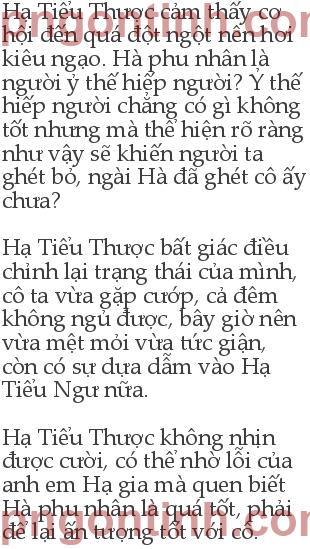 Hạ Tiểu Thược cảm thấy cơ
hội đến quá đột ngột nên hơi
kiêu ngạo. Hà phu nhân là
người ỷ thế hiếp người? Ỷ thế
hiếp người chẳng có gì không
tốt nhưng mà thể hiện rõ ràng
như vậy sẽ khiến người ta
ghét bỏ, ngài Hà đã ghét cô ấy
chưa?
Hạ Tiểu Thược bất giác điều
chỉnh lại trạng thái của mình,
cô ta vừa gặp cướp, cả đêm
không ngủ được, bây giờ nên
vừa mệt mỏi vừa tức giận,
còn có sự dựa dẫm vào Hạ
Tiểu Ngư nữa.
Hạ Tiểu Thược không nhịn
được cười, có thể nhờ lỗi của
anh em Hạ gia mà quen biết
Hà phu nhân là quá tốt, phải
để lại ấn tượng tốt với cô.
pngontinh.com
pngontinh.com